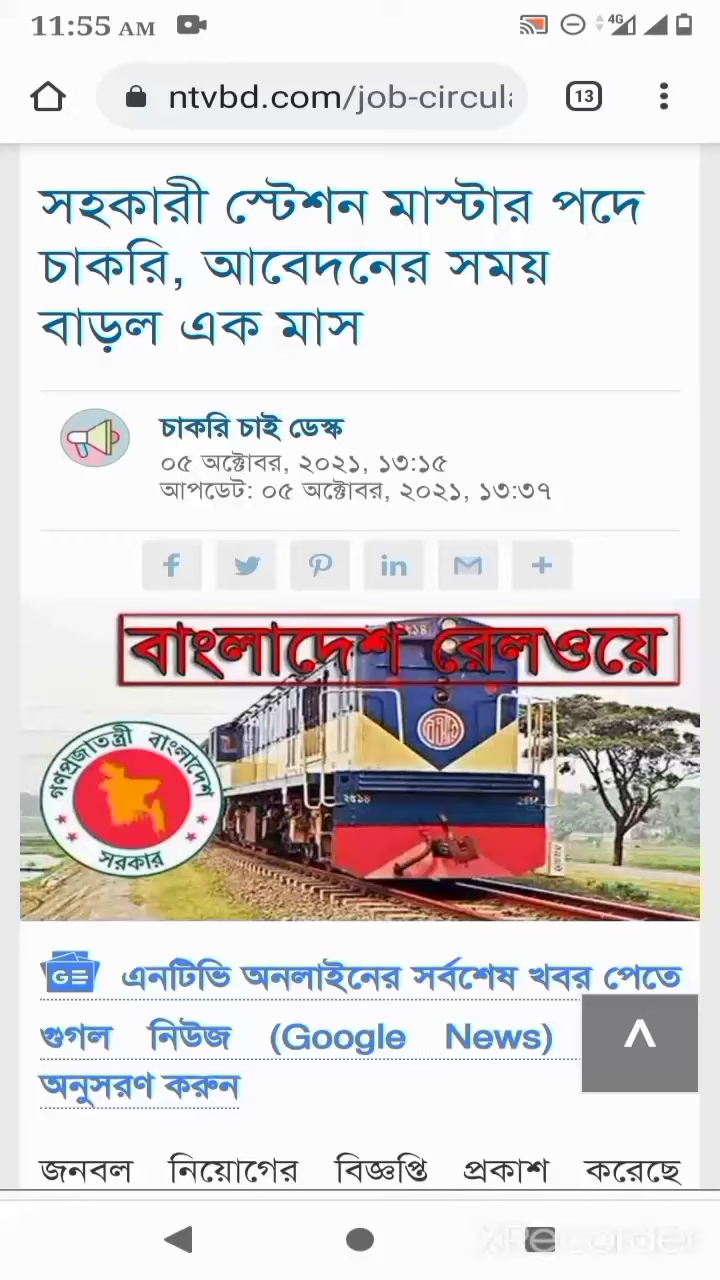 11:55 AM
4G
ntvbd.com/job-circul
13
সহকারী স্টেশন মাস্টার পদে
চাকরি, আবেদনের সময়
বাড়ল এক মাস
চাকরি চাই ডেস্ক
০৫ অক্টোবর, ২০২১, ১৩:১৫
আপডেট: ০৫ অক্টোবর, ২০২১, ১৩:৩৭
বাংলাদেশ রেলওয়ে
গণপ্রজাতন্ত্রী বাংলাদেশ
সরকার
২৫১৪
এনটিভি অনলাইনের সর্বশেষ খবর পেতে
গুগল নিউজ (Google News)
অনুসরণ করুন
জনবল নিয়োগের বিজ্ঞপ্তি প্রকাশ করেছে
XRecorder